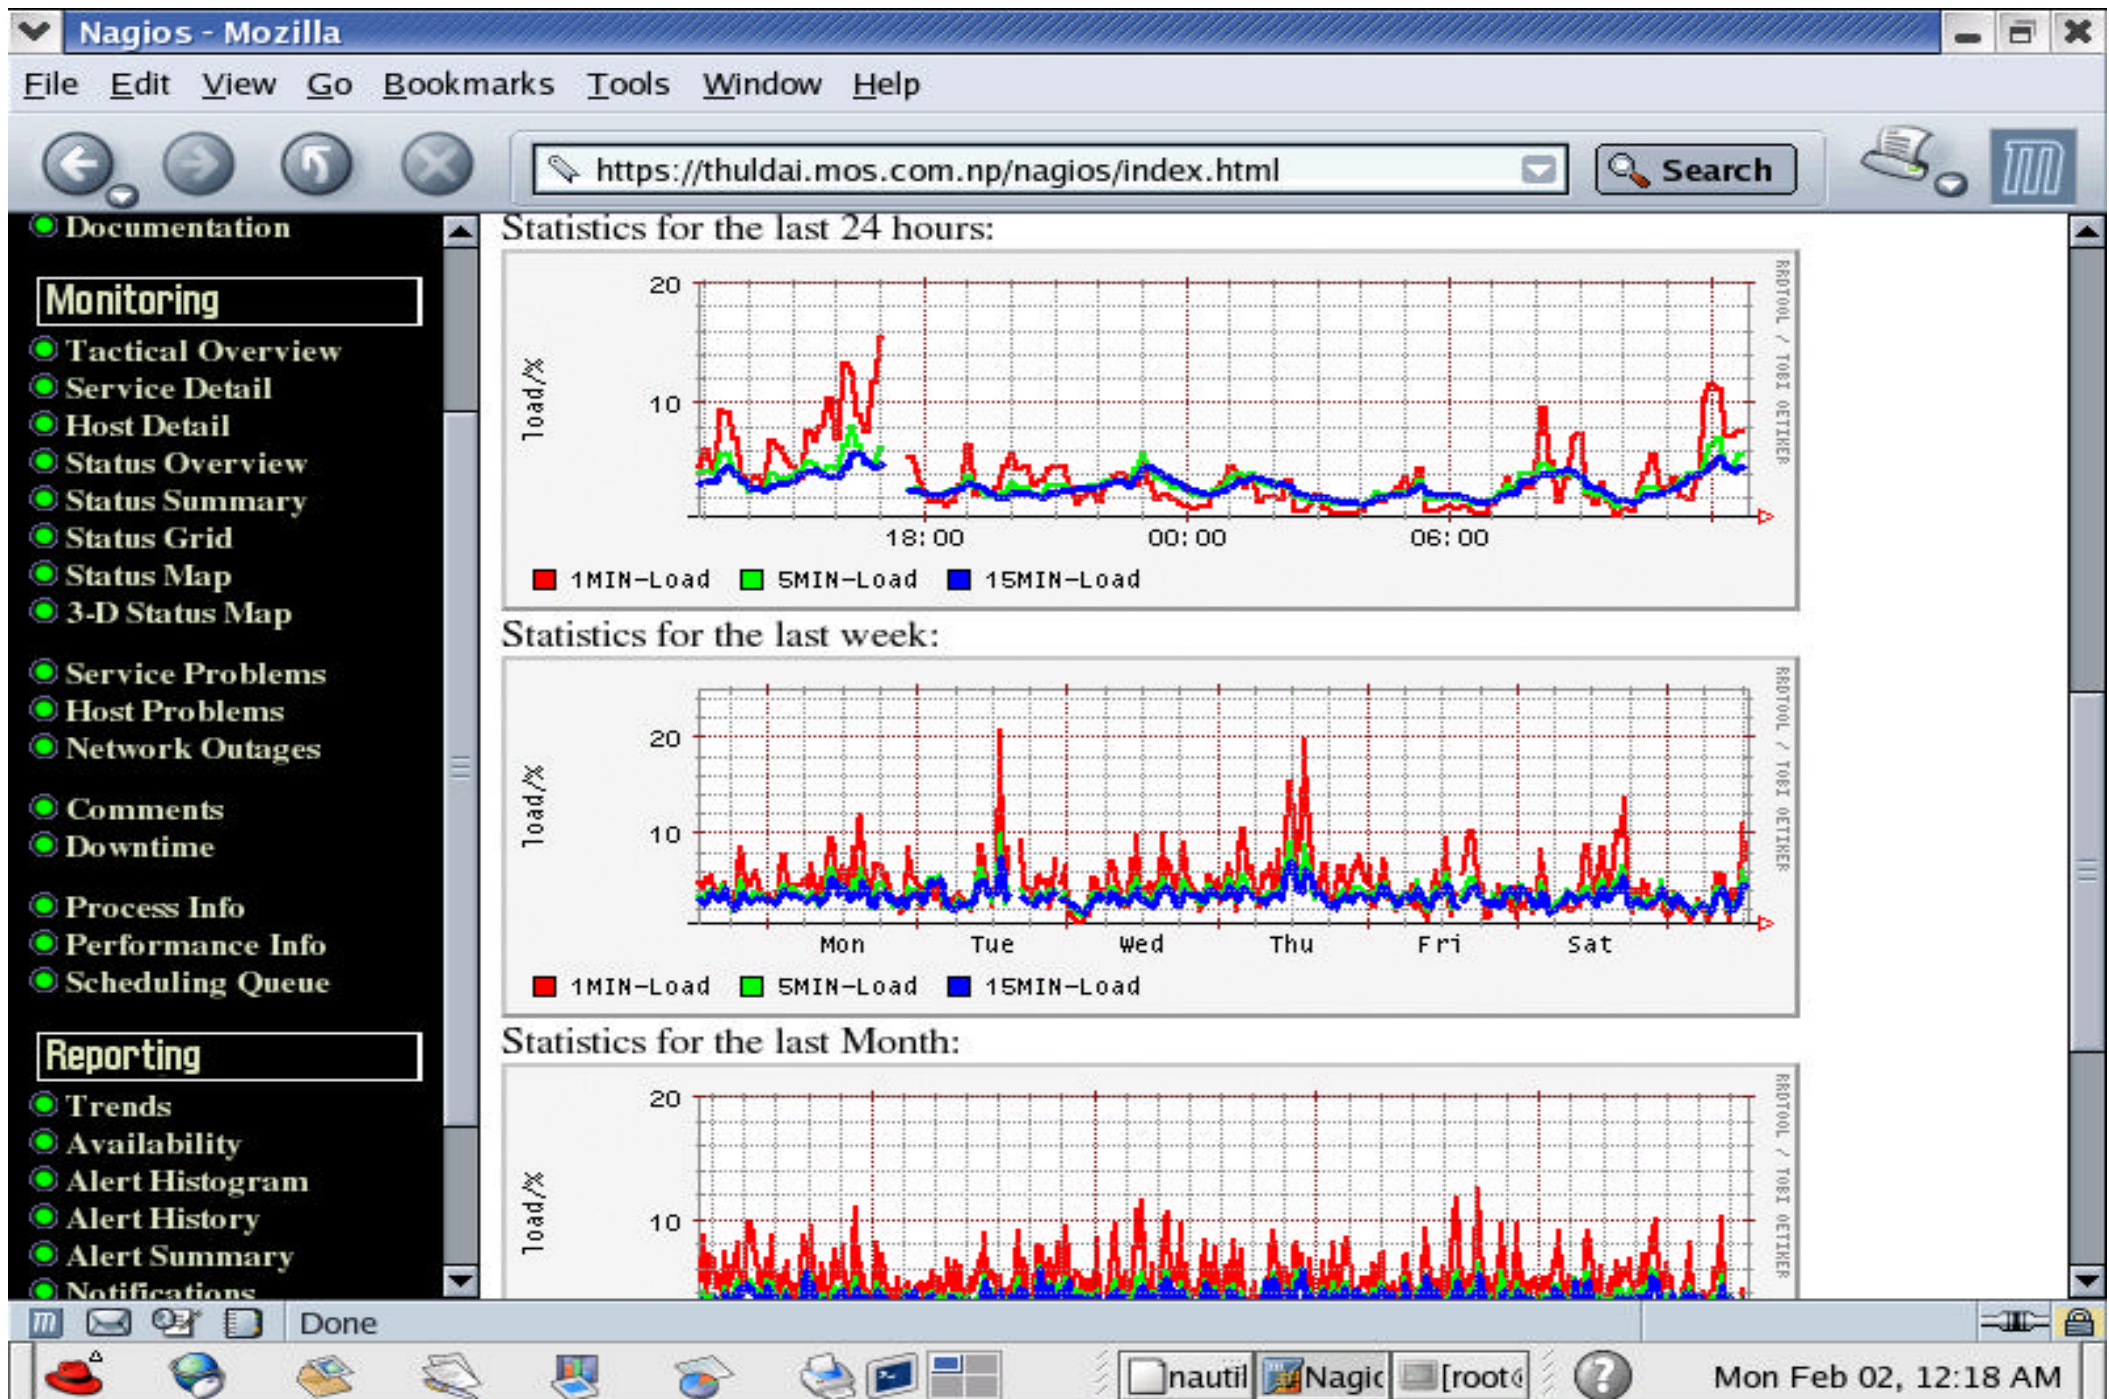 Nagios - Mozilla
File Edit View Go Bookmarks Tools Window Help
https://thuldai.mos.com.np/nagios/index.html Search
Documentation
Monitoring
Tactical Overview
Service Detail
Host Detail
Status Overview
Status Summary
Status Grid
Status Map
3-D Status Map
Service Problems
Host Problems
Network Outages
Comments
Downtime
Process Info
Performance Info
Scheduling Queue
Reporting
Trends
Availability
Alert Histogram
Alert History
Alert Summary
Notifications
Statistics for the last 24 hours:
20
10
load/%
18:00 00:00 06:00
1MIN-Load 5MIN-Load 15MIN-Load
RRDTOOL / TOBI OETIKER
Statistics for the last week:
20
10
load/%
Mon Tue Wed Thu Fri Sat
1MIN-Load 5MIN-Load 15MIN-Load
RRDTOOL / TOBI OETIKER
Statistics for the last Month:
20
10
load/%
RRDTOOL / TOBI OETIKER
Done
nautil Nagic [root@ Mon Feb 02, 12:18 AM